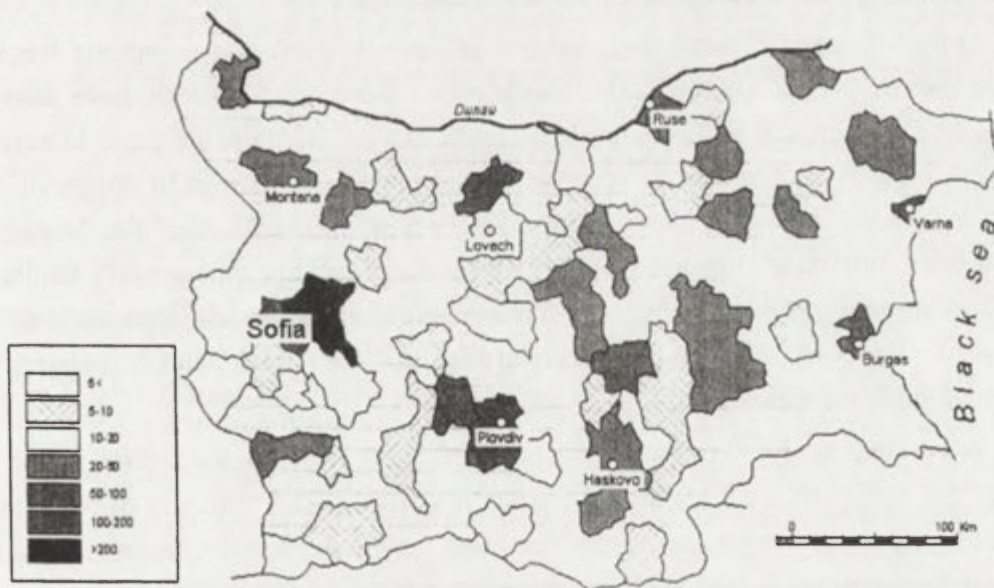 Dunau
Ruse
Montana
Lovech
Varna
Sofia
Burgas
Black sea
Plovdiv
Haskovo
5-10
10-20
20-50
50-100
100-200
>200
0 100 Km